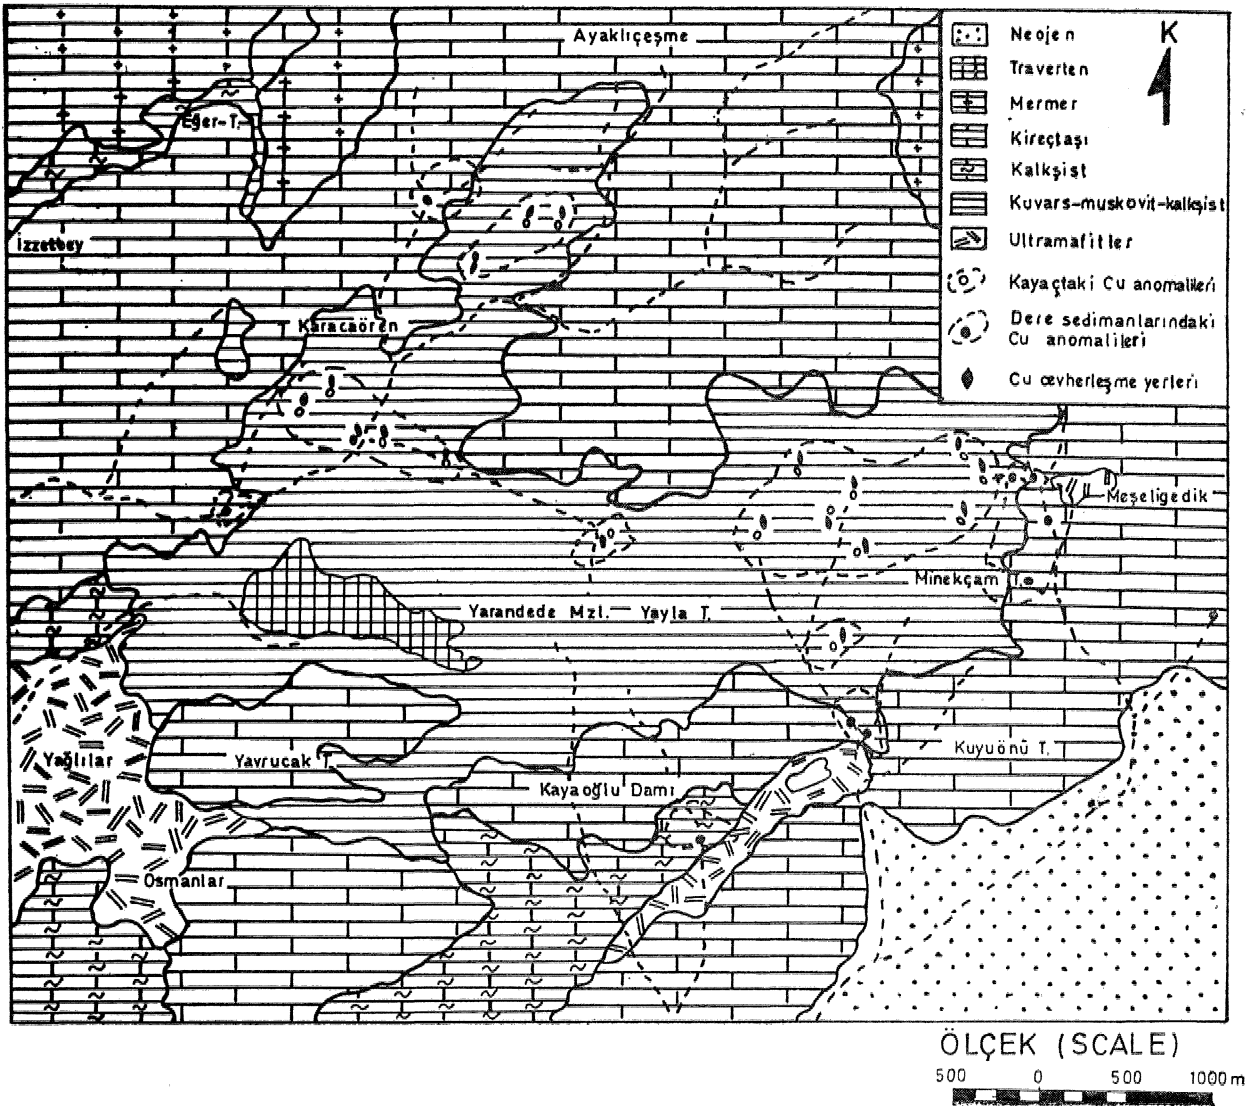 Ayaklıçeşme
Eğer-T.
İzzetbey
Karacaören
Meşeligedik
Minekçam
Yarandede Mzl. Yayla T.
Yağlılar
Yavrucak T.
Kuyuönü T.
Kayaoğlu Damı
Osmanlar
K
Neojen
Traverten
Mermer
Kireçtaşı
Kalkşist
Kuvars-muskovit-kalkşist
Ultramafitler
Kayaçtaki Cu anomalileri
Dere sedimanlarındaki
Cu anomalileri
Cu cevherleşme yerleri
ÖLÇEK (SCALE)
500 0 500 1000 m